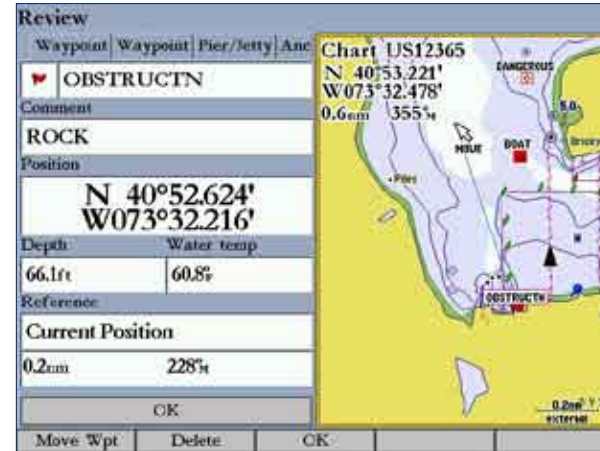 Review
Waypoint Waypoint Pier/Jetty Anc
OBSTRUCTN
Comment
ROCK
Position
N 40°52.624'
W073°32.216'
Depth Water temp
66.1ft 60.8°F
Reference
Current Position
0.2nm 228°M
OK
Move Wpt Delete OK
Chart US12365
N 40°53.221'
W073°32.478'
0.6nm 355°M
MOVE
DANGEROUS
5.0
BOAT
Piles
OBSTRUCTN
0.2nm
external